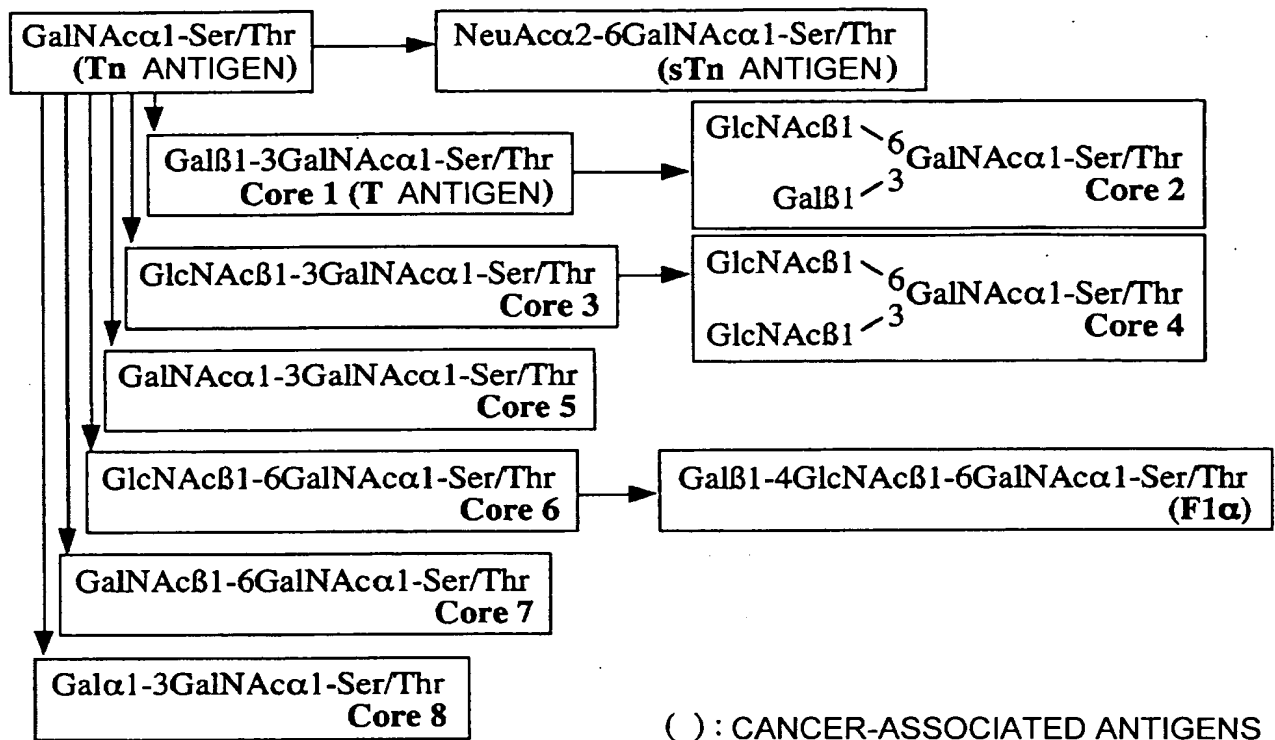 GalNAcα1-Ser/Thr
(Tn ANTIGEN)
NeuAcα2-6GalNAcα1-Ser/Thr
(sTn ANTIGEN)
Galß1-3GalNAcα1-Ser/Thr
Core 1 (T ANTIGEN)
GlcNAcß1
6
GalNAcα1-Ser/Thr
3
Galß1
Core 2
GlcNAcß1-3GalNAcα1-Ser/Thr
Core 3
GlcNAcß1
6
GalNAcα1-Ser/Thr
3
GlcNAcß1
Core 4
GalNAcα1-3GalNAcα1-Ser/Thr
Core 5
GlcNAcß1-6GalNAcα1-Ser/Thr
Core 6
Galß1-4GlcNAcß1-6GalNAcα1-Ser/Thr
(F1α)
GalNAcß1-6GalNAcα1-Ser/Thr
Core 7
Galα1-3GalNAcα1-Ser/Thr
Core 8
( ) : CANCER-ASSOCIATED ANTIGENS